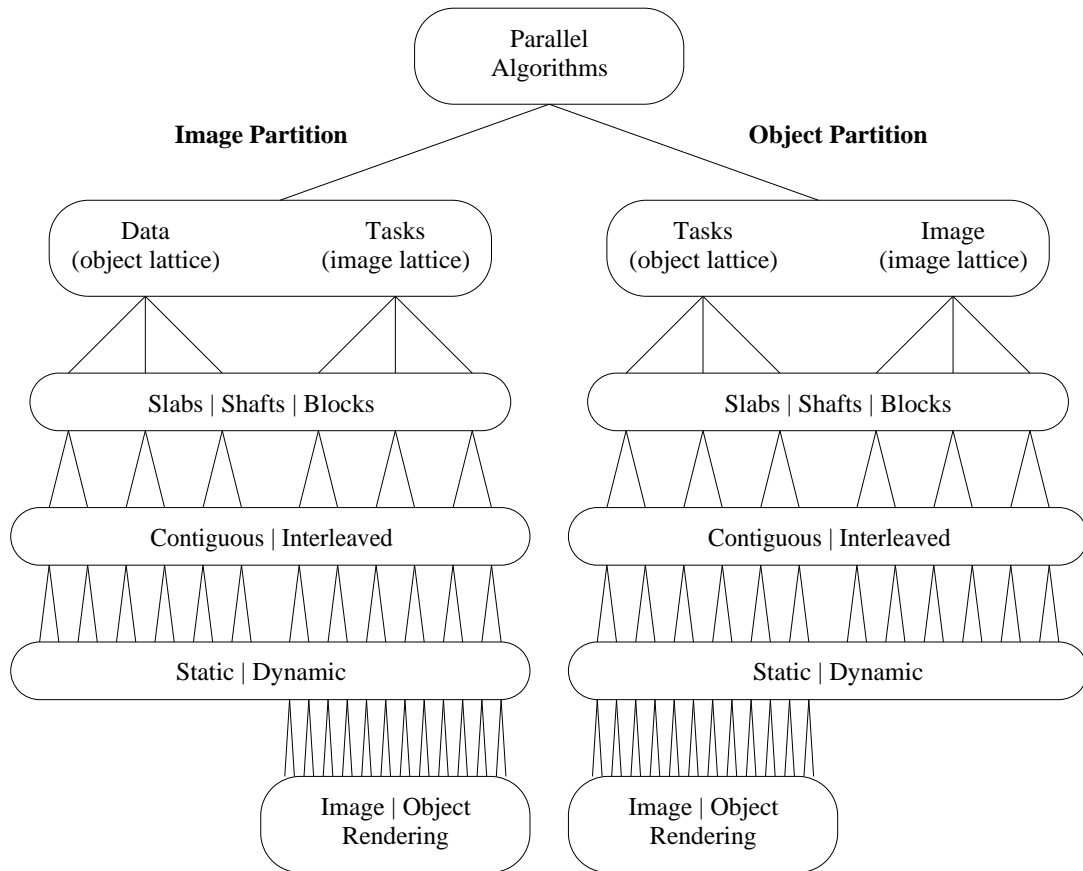 Parallel
Algorithms
Image Partition
Object Partition
Data
(object lattice)
Tasks
(image lattice)
Tasks
(object lattice)
Image
(image lattice)
Slabs | Shafts | Blocks
Slabs | Shafts | Blocks
Contiguous | Interleaved
Contiguous | Interleaved
Static | Dynamic
Static | Dynamic
Image | Object
Rendering
Image | Object
Rendering